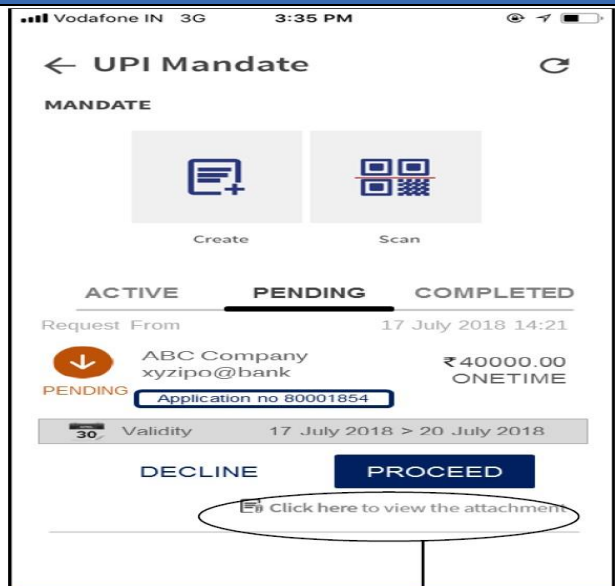 Vodafone IN 3G 3:35 PM
← UPI Mandate
MANDATE
Create Scan
ACTIVE PENDING COMPLETED
Request From 17 July 2018 14:21
ABC Company ₹40000.00
xyzipo@bank ONETIME
PENDING
Application no 80001854
30 Validity 17 July 2018 > 20 July 2018
DECLINE PROCEED
Click here to view the attachment